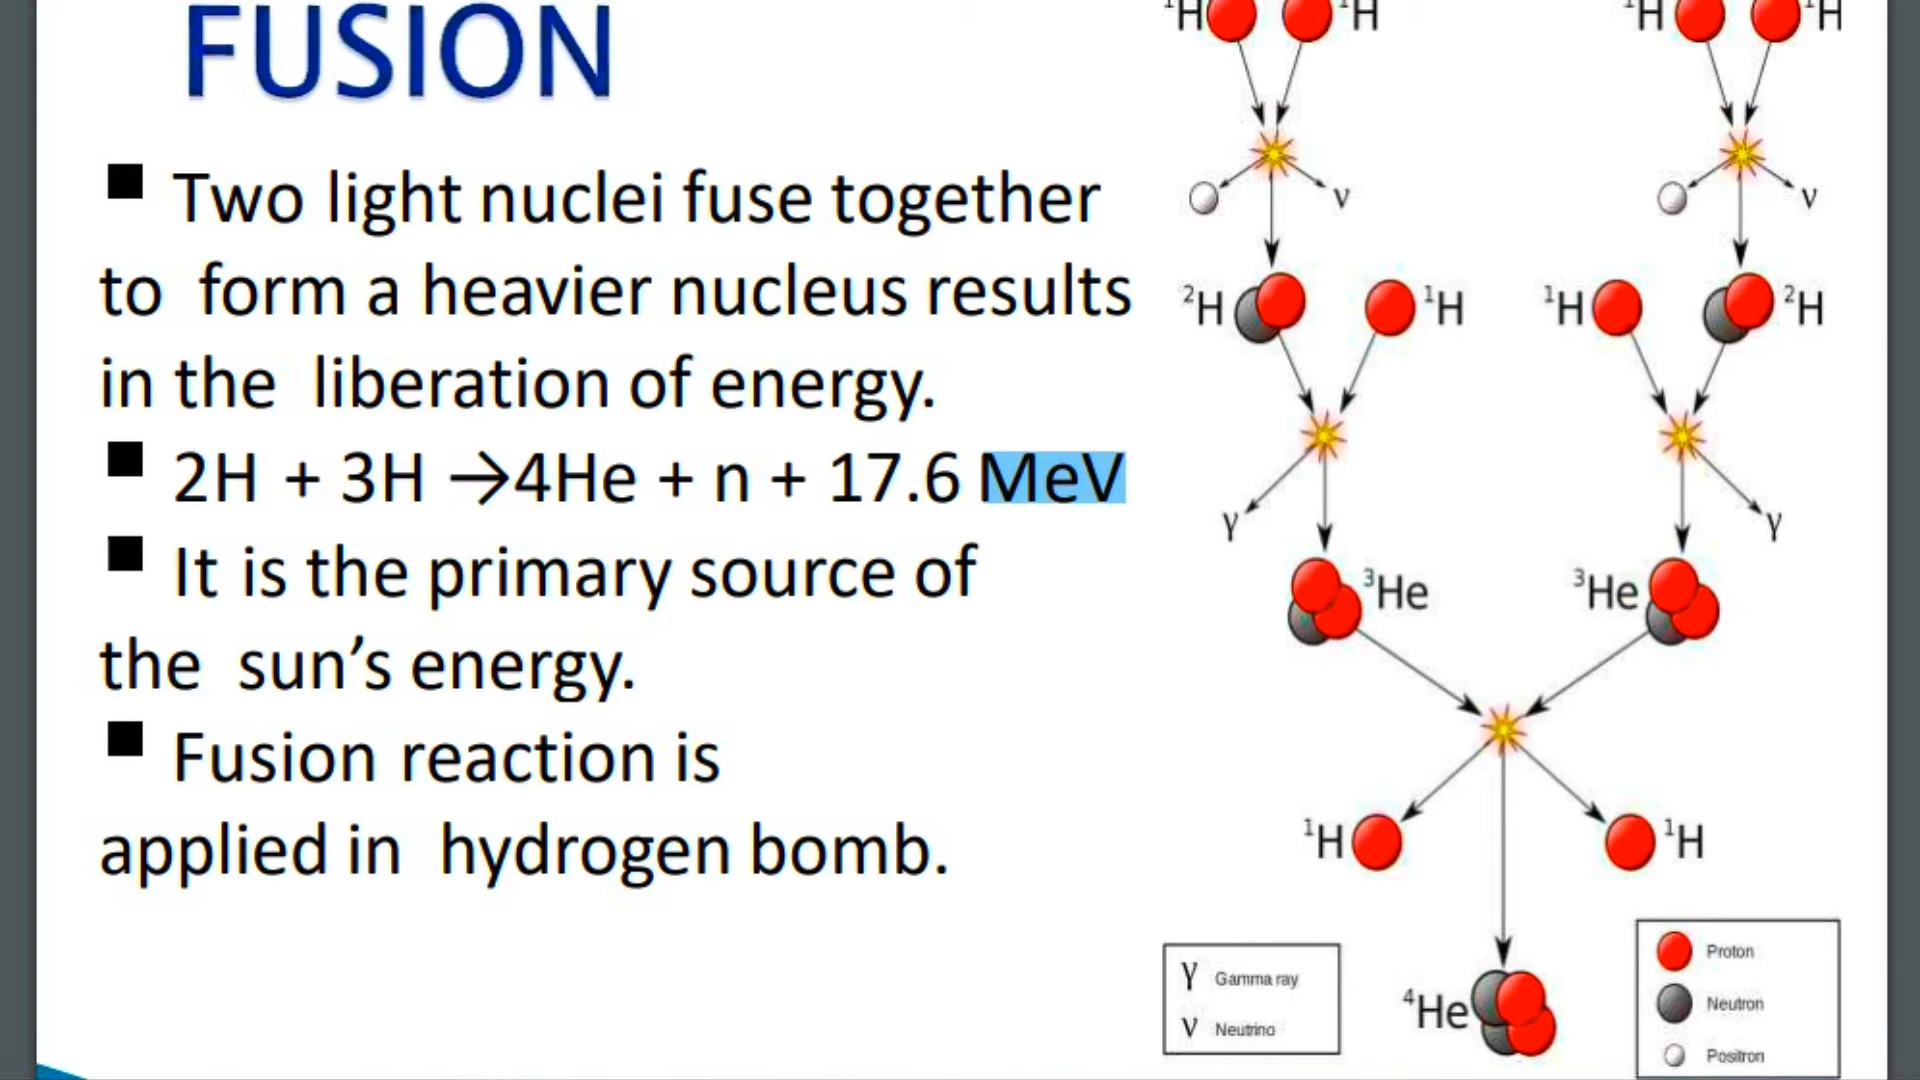 FUSION
▪ Two light nuclei fuse together
to form a heavier nucleus results
in the liberation of energy.
▪ 2H + 3H →4He + n + 17.6 MeV
▪ It is the primary source of
the sun’s energy.
▪ Fusion reaction is
applied in hydrogen bomb.
¹H ¹H ¹H ¹H
ν ν
²H ¹H ¹H ²H
γ γ
³He ³He
¹H ¹H
⁴He
γ Gamma ray
ν Neutrino
Proton
Neutron
Positron